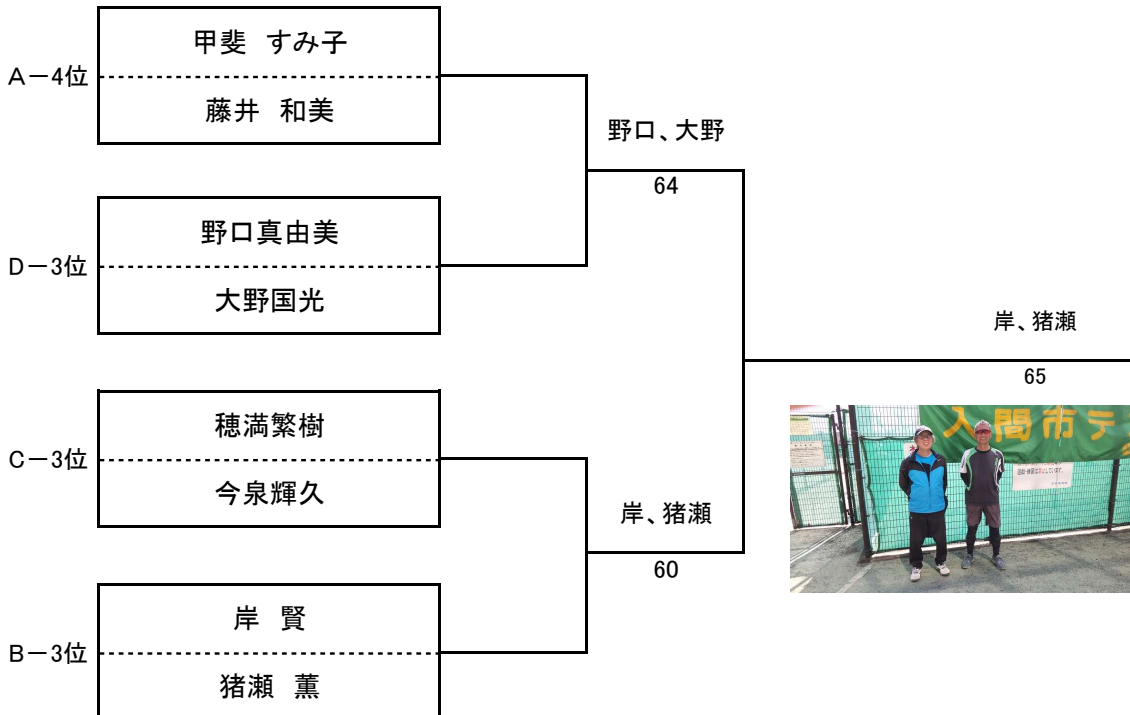 甲斐　すみ子
A－4位
藤井　和美
野口、大野
64
野口真由美
D－3位
大野国光
岸、猪瀬
65
穂満繁樹
C－3位
今泉輝久
岸、猪瀬
60
岸　賢
B－3位
猪瀬　薫
入間市テ